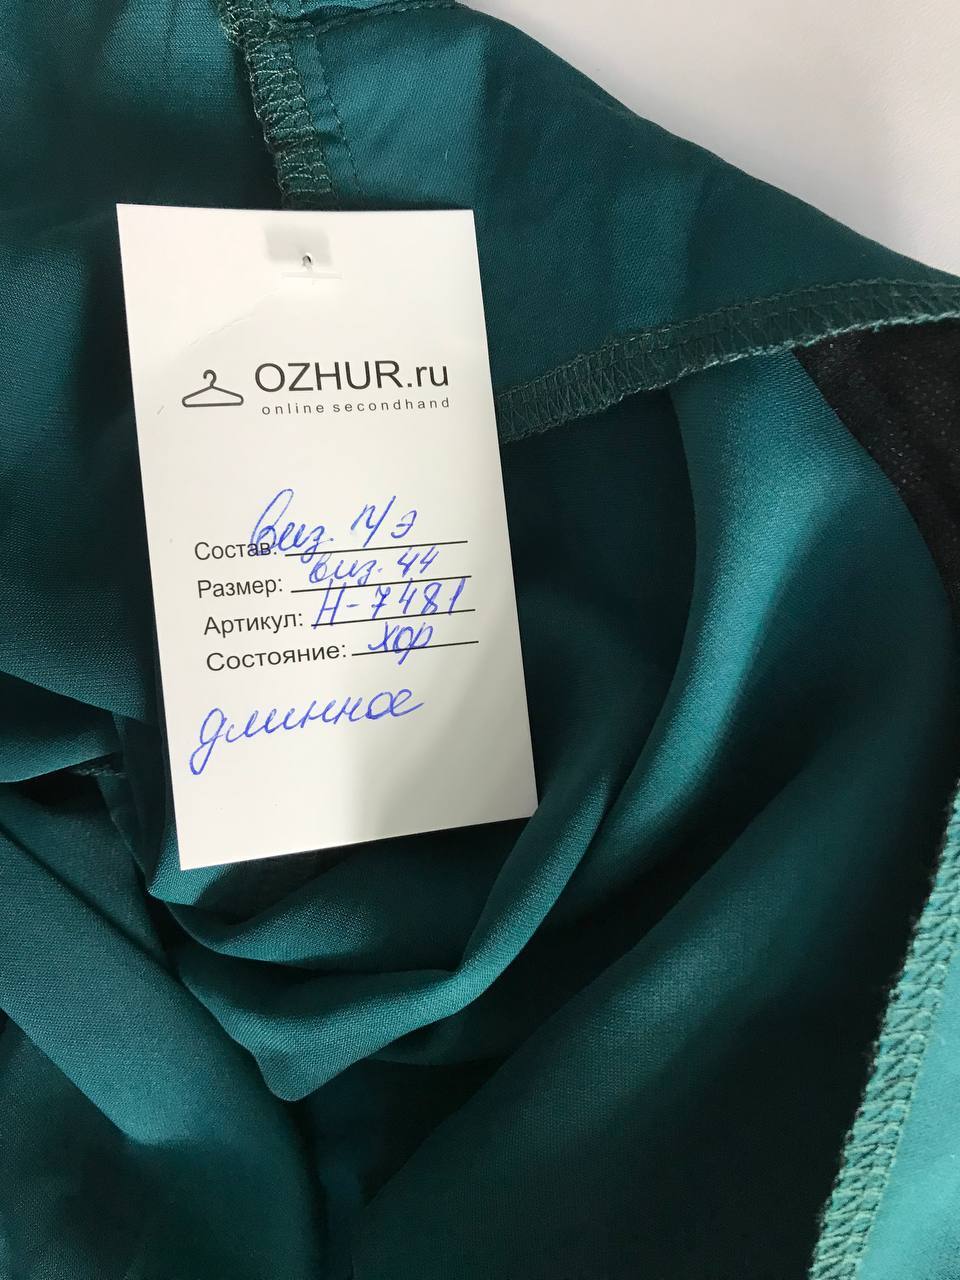 OZHUR.ru
online secondhand
Состав: виз. п/э
Размер: виз. 44
Артикул: Н-7481
Состояние: хор
длинное